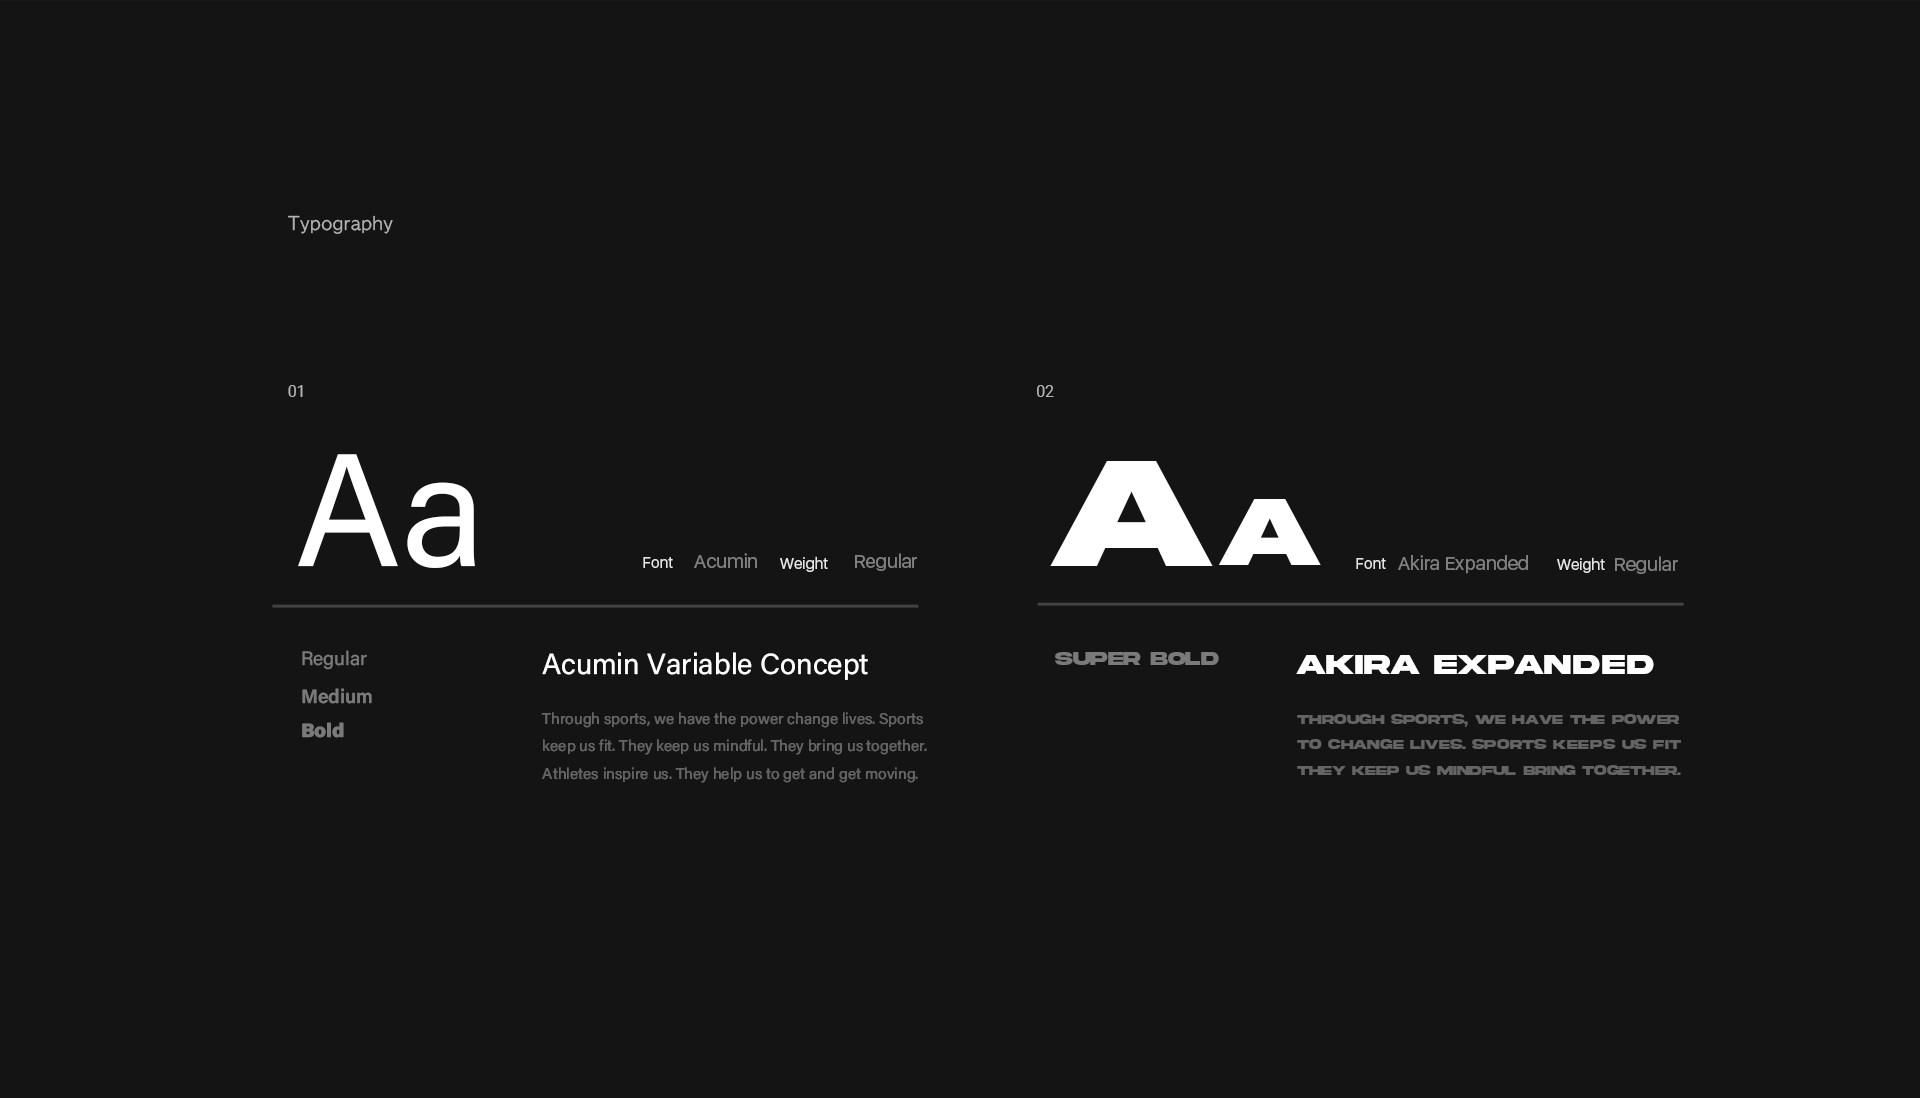 Typography
01
Aa
Font Acumin Weight Regular
Regular
Medium
Bold
Acumin Variable Concept
Through sports, we have the power change lives. Sports
keep us fit. They keep us mindful. They bring us together.
Athletes inspire us. They help us to get and get moving.
02
AA
Font Akira Expanded Weight Regular
SUPER BOLD
AKIRA EXPANDED
THROUGH SPORTS, WE HAVE THE POWER
TO CHANGE LIVES. SPORTS KEEPS US FIT
THEY KEEP US MINDFUL BRING TOGETHER.